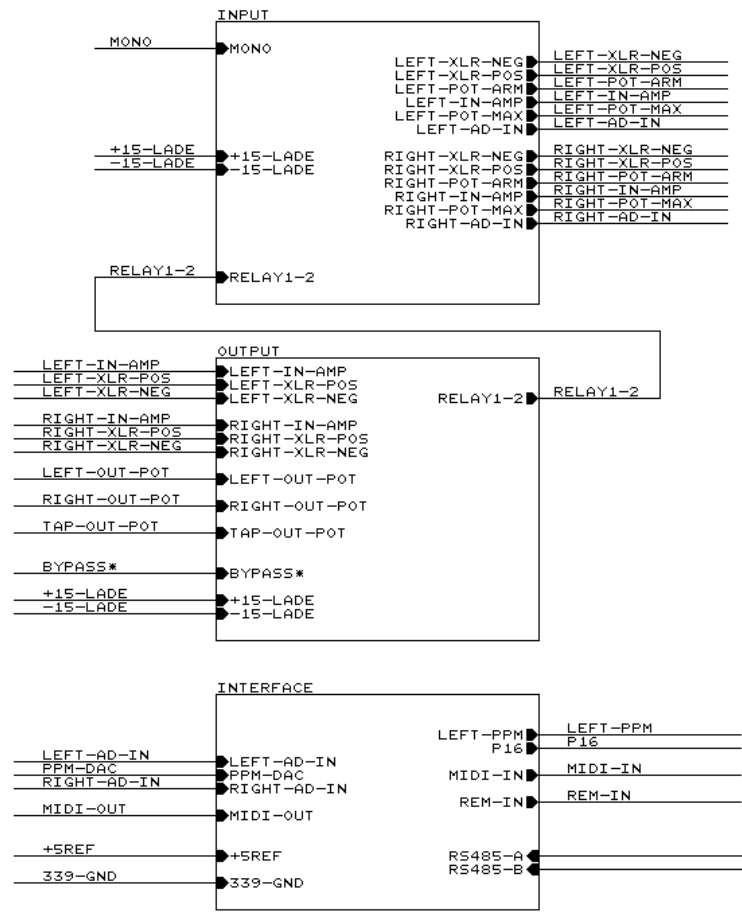 INPUT
MONO MONO
LEFT-XLR-NEG LEFT-XLR-NEG
LEFT-XLR-POS LEFT-XLR-POS
LEFT-POT-ARM LEFT-POT-ARM
LEFT-IN-AMP LEFT-IN-AMP
LEFT-POT-MAX LEFT-POT-MAX
LEFT-AD-IN LEFT-AD-IN
+15-LADE +15-LADE RIGHT-XLR-NEG RIGHT-XLR-NEG
-15-LADE -15-LADE RIGHT-XLR-POS RIGHT-XLR-POS
RIGHT-POT-ARM RIGHT-POT-ARM
RIGHT-IN-AMP RIGHT-IN-AMP
RIGHT-POT-MAX RIGHT-POT-MAX
RIGHT-AD-IN RIGHT-AD-IN
RELAY1-2 RELAY1-2
OUTPUT
LEFT-IN-AMP LEFT-IN-AMP
LEFT-XLR-POS LEFT-XLR-POS
LEFT-XLR-NEG LEFT-XLR-NEG RELAY1-2 RELAY1-2
RIGHT-IN-AMP RIGHT-IN-AMP
RIGHT-XLR-POS RIGHT-XLR-POS
RIGHT-XLR-NEG RIGHT-XLR-NEG
LEFT-OUT-POT LEFT-OUT-POT
RIGHT-OUT-POT RIGHT-OUT-POT
TAP-OUT-POT TAP-OUT-POT
BYPASS* BYPASS*
+15-LADE +15-LADE
-15-LADE -15-LADE
INTERFACE
LEFT-PPM LEFT-PPM
P16 P16
LEFT-AD-IN LEFT-AD-IN
PPM-DAC PPM-DAC MIDI-IN MIDI-IN
RIGHT-AD-IN RIGHT-AD-IN
REM-IN REM-IN
MIDI-OUT MIDI-OUT
+5REF +5REF RS485-A
RS485-B
339-GND 339-GND